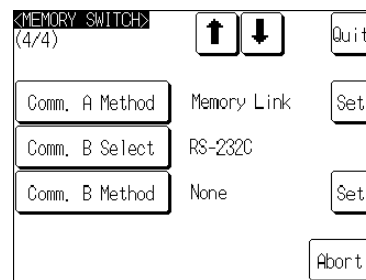 <MEMORY SWITCH>
(4/4)
Quit
Comm. A Method Memory Link Set
Comm. B Select RS-232C
Comm. B Method None Set
Abort